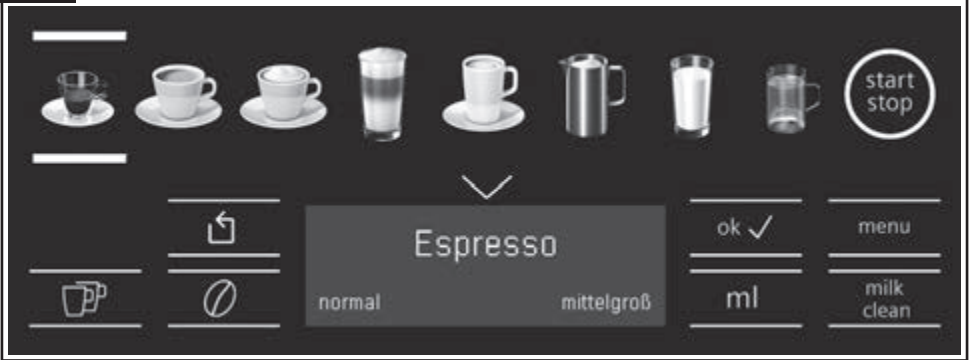 start
stop
Espresso
normal mittelgroß
ok
menu
ml
milk
clean